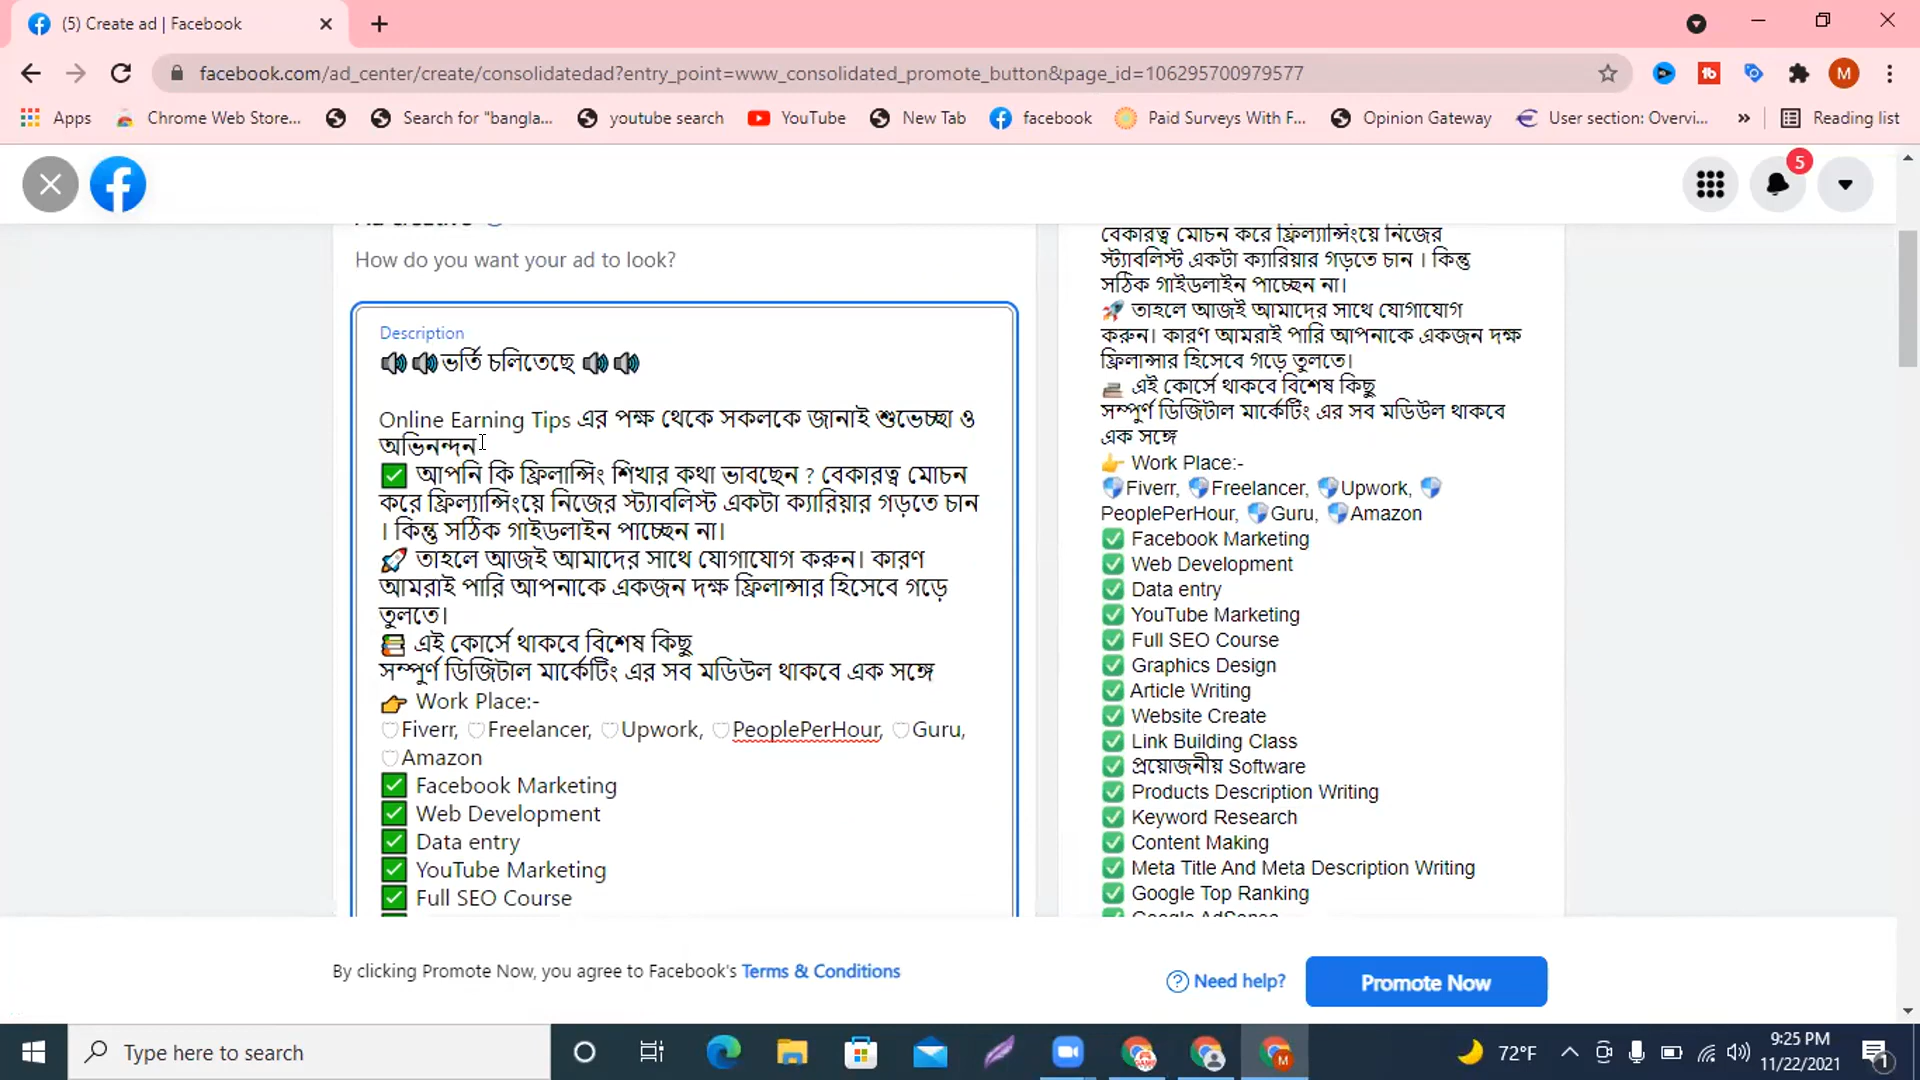 (5) Create ad | Facebook
facebook.com/ad_center/create/consolidatedad?entry_point=www_consolidated_promote_button&page_id=106295700979577
M
Apps
Chrome Web Store...
Search for "bangla...
youtube search
YouTube
New Tab
facebook
Paid Surveys With F...
Opinion Gateway
User section: Overvi...
Reading list
5
How do you want your ad to look?
Description
🔊🔊ভর্তি চলিতেছে 🔊🔊
Online Earning Tips এর পক্ষ থেকে সকলকে জানাই শুভেচ্ছা ও
অভিনন্দন
✅ আপনি কি ফ্রিলান্সিং শিখার কথা ভাবছেন ? বেকারত্ব মোচন
করে ফ্রিল্যান্সিংয়ে নিজের স্ট্যাবলিস্ট একটা ক্যারিয়ার গড়তে চান
। কিন্তু সঠিক গাইডলাইন পাচ্ছেন না।
🚀 তাহলে আজই আমাদের সাথে যোগাযোগ করুন। কারণ
আমরাই পারি আপনাকে একজন দক্ষ ফ্রিলান্সার হিসেবে গড়ে
তুলতে।
📚 এই কোর্সে থাকবে বিশেষ কিছু
সম্পুর্ণ ডিজিটাল মার্কেটিং এর সব মডিউল থাকবে এক সঙ্গে
👉 Work Place:-
🛡Fiverr, 🛡Freelancer, 🛡Upwork, 🛡PeoplePerHour, 🛡Guru,
🛡Amazon
✅ Facebook Marketing
✅ Web Development
✅ Data entry
✅ YouTube Marketing
✅ Full SEO Course
বেকারত্ব মোচন করে ফ্রিল্যান্সিংয়ে নিজের
স্ট্যাবলিস্ট একটা ক্যারিয়ার গড়তে চান । কিন্তু
সঠিক গাইডলাইন পাচ্ছেন না।
🚀 তাহলে আজই আমাদের সাথে যোগাযোগ
করুন। কারণ আমরাই পারি আপনাকে একজন দক্ষ
ফ্রিলান্সার হিসেবে গড়ে তুলতে।
📚 এই কোর্সে থাকবে বিশেষ কিছু
সম্পুর্ণ ডিজিটাল মার্কেটিং এর সব মডিউল থাকবে
এক সঙ্গে
👉 Work Place:-
🛡Fiverr, 🛡Freelancer, 🛡Upwork, 🛡
PeoplePerHour, 🛡Guru, 🛡Amazon
✅ Facebook Marketing
✅ Web Development
✅ Data entry
✅ YouTube Marketing
✅ Full SEO Course
✅ Graphics Design
✅ Article Writing
✅ Website Create
✅ Link Building Class
✅ প্রয়োজনীয় Software
✅ Products Description Writing
✅ Keyword Research
✅ Content Making
✅ Meta Title And Meta Description Writing
✅ Google Top Ranking
By clicking Promote Now, you agree to Facebook's Terms & Conditions
Need help?
Promote Now
Type here to search
72°F
9:25 PM
11/22/2021
1